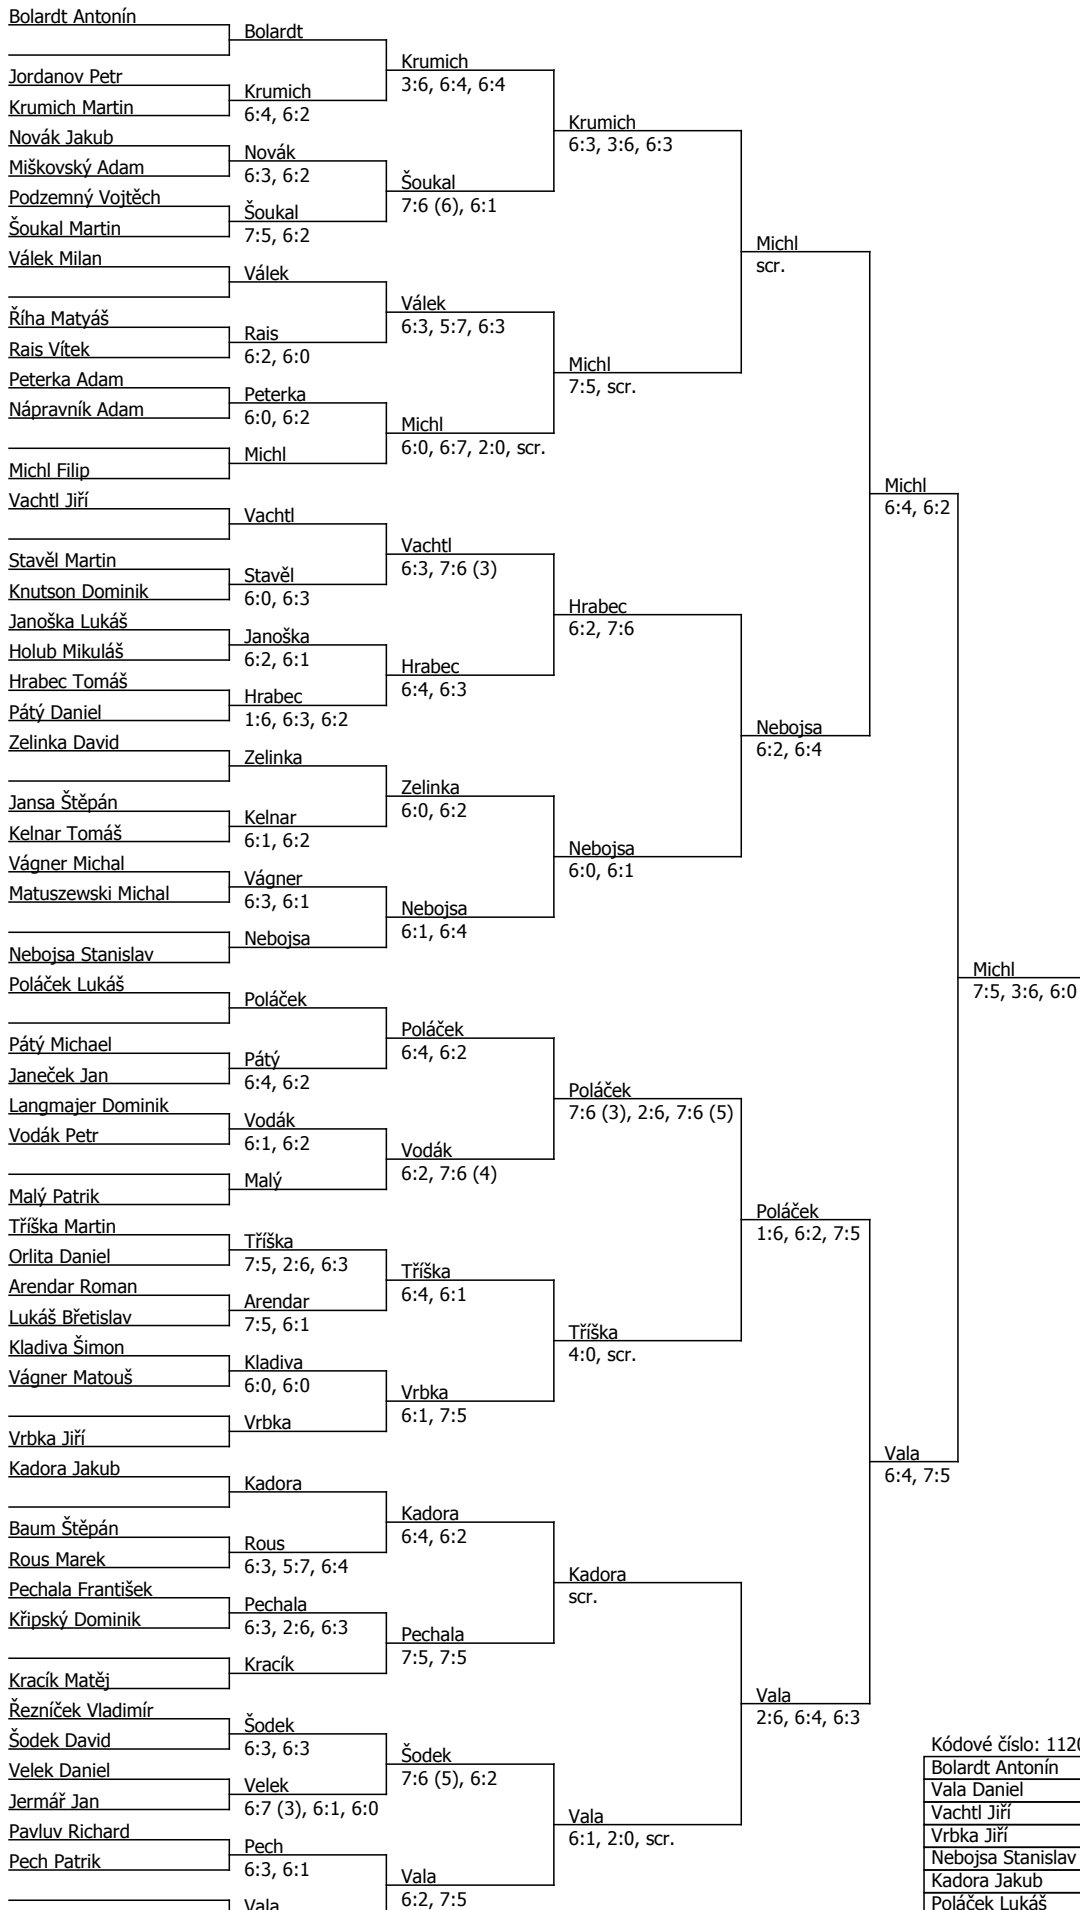 Bolardt Antonín
Bolardt
Krumich
3:6, 6:4, 6:4
Jordanov Petr
Krumich
6:4, 6:2
Krumich Martin
Krumich
6:3, 3:6, 6:3
Novák Jakub
Novák
6:3, 6:2
Miškovský Adam
Šoukal
7:6 (6), 6:1
Podzemný Vojtěch
Šoukal
7:5, 6:2
Šoukal Martin
Michl
scr.
Válek Milan
Válek
Válek
6:3, 5:7, 6:3
Říha Matyáš
Rais
6:2, 6:0
Rais Vítek
Michl
7:5, scr.
Peterka Adam
Peterka
6:0, 6:2
Nápravník Adam
Michl
6:0, 6:7, 2:0, scr.
Michl
Michl Filip
Michl
6:4, 6:2
Vachtl Jiří
Vachtl
Vachtl
6:3, 7:6 (3)
Stavěl Martin
Stavěl
6:0, 6:3
Knutson Dominik
Hrabec
6:2, 7:6
Janoška Lukáš
Janoška
6:2, 6:1
Holub Mikuláš
Hrabec
6:4, 6:3
Hrabec Tomáš
Hrabec
1:6, 6:3, 6:2
Pátý Daniel
Nebojsa
6:2, 6:4
Zelinka David
Zelinka
Zelinka
6:0, 6:2
Jansa Štěpán
Kelnar
6:1, 6:2
Kelnar Tomáš
Nebojsa
6:0, 6:1
Vágner Michal
Vágner
6:3, 6:1
Matuszewski Michal
Nebojsa
6:1, 6:4
Nebojsa
Nebojsa Stanislav
Michl
7:5, 3:6, 6:0
Poláček Lukáš
Poláček
Poláček
6:4, 6:2
Pátý Michael
Pátý
6:4, 6:2
Janeček Jan
Poláček
7:6 (3), 2:6, 7:6 (5)
Langmajer Dominik
Vodák
6:1, 6:2
Vodák Petr
Vodák
6:2, 7:6 (4)
Malý
Malý Patrik
Poláček
1:6, 6:2, 7:5
Tříška Martin
Tříška
7:5, 2:6, 6:3
Orlita Daniel
Tříška
6:4, 6:1
Arendar Roman
Arendar
7:5, 6:1
Lukáš Břetislav
Tříška
4:0, scr.
Kladiva Šimon
Kladiva
6:0, 6:0
Vágner Matouš
Vrbka
6:1, 7:5
Vrbka
Vrbka Jiří
Vala
6:4, 7:5
Kadora Jakub
Kadora
Kadora
6:4, 6:2
Baum Štěpán
Rous
6:3, 5:7, 6:4
Rous Marek
Kadora
scr.
Pechala František
Pechala
6:3, 2:6, 6:3
Křipský Dominik
Pechala
7:5, 7:5
Kracík
Kracík Matěj
Vala
2:6, 6:4, 6:3
Řezníček Vladimír
Šodek
6:3, 6:3
Šodek David
Šodek
7:6 (5), 6:2
Velek Daniel
Velek
6:7 (3), 6:1, 6:0
Jermář Jan
Vala
6:1, 2:0, scr.
Pavluv Richard
Pech
6:3, 6:1
Pech Patrik
Vala
6:2, 7:5
Vala
Kódové číslo: 1120
Bolardt Antonín
Vala Daniel
Vachtl Jiří
Vrbka Jiří
Nebojsa Stanislav
Kadora Jakub
Poláček Lukáš